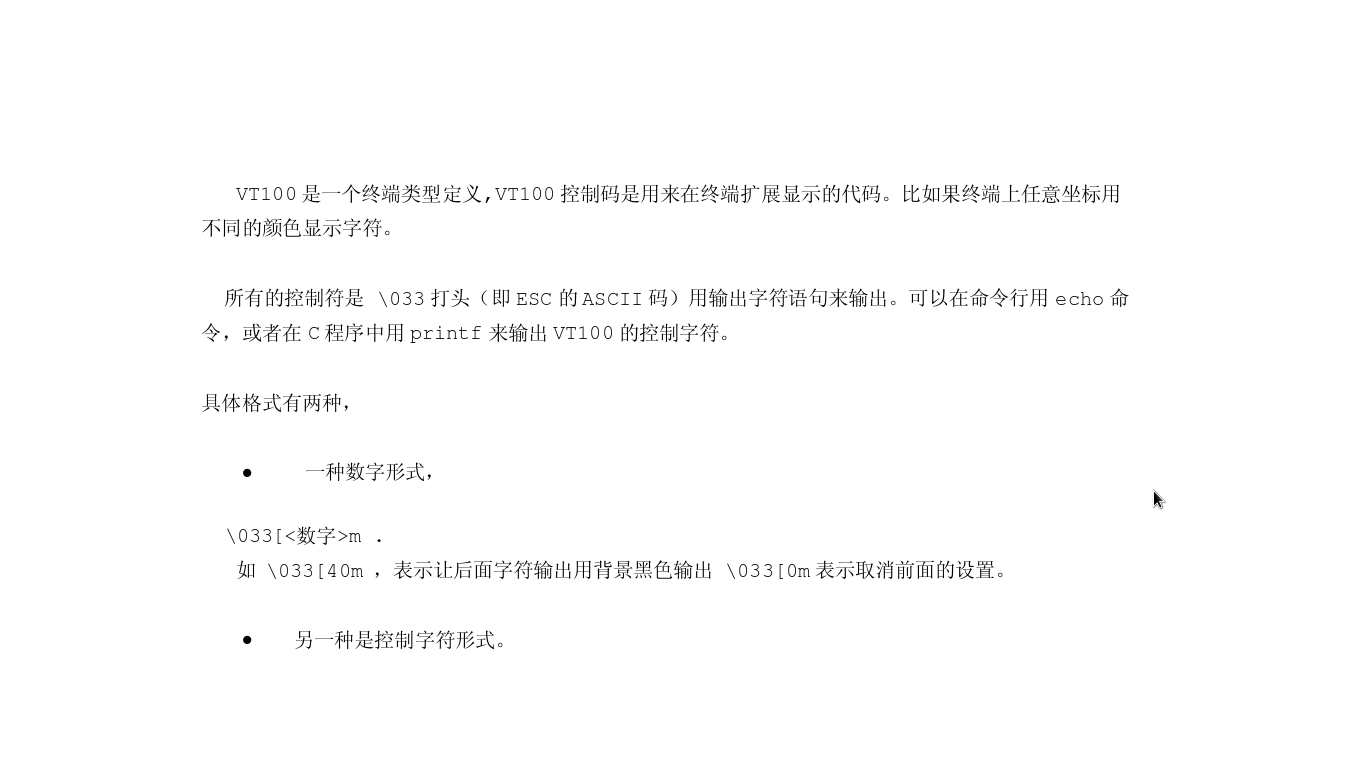 VT100 是一个终端类型定义,VT100 控制码是用来在终端扩展显示的代码。比如果终端上任意坐标用
不同的颜色显示字符。
所有的控制符是 \033 打头（即 ESC 的 ASCII 码）用输出字符语句来输出。可以在命令行用 echo 命
令，或者在 C 程序中用 printf 来输出 VT100 的控制字符。
具体格式有两种，
● 一种数字形式，
\033[<数字>m .
如 \033[40m ，表示让后面字符输出用背景黑色输出 \033[0m 表示取消前面的设置。
● 另一种是控制字符形式。